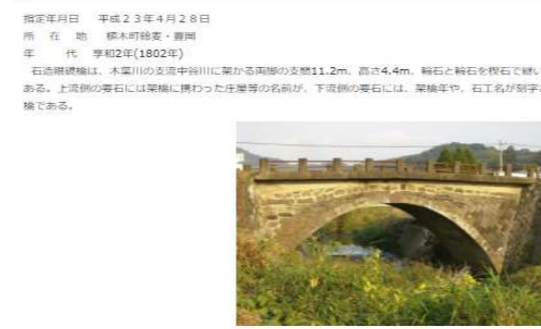 指定年月日　　平成２３年４月２８日
所　在　地　　植木町鈴麦・豊岡
年　　　代　　享和2年(1802年)
　石造眼鏡橋は、木葉川の支流中谷川に架かる両脚の支間11.2m、高さ4.4m、輪石と輪石を楔石で継い
ある。上流側の要石には架橋に携わった庄屋等の名前が、下流側の要石には、架橋年や、石工名が刻字
橋である。